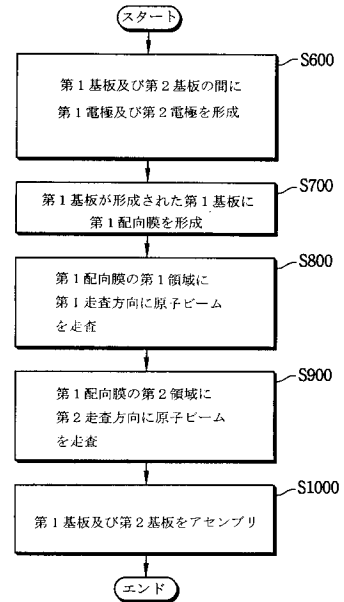 スタート
S600
第1基板及び第2基板の間に
第1電極及び第2電極を形成
S700
第1基板が形成された第1基板に
第1配向膜を形成
S800
第1配向膜の第1領域に
第1走査方向に原子ビーム
を走査
S900
第1配向膜の第2領域に
第2走査方向に原子ビーム
を走査
S1000
第1基板及び第2基板をアセンブリ
エンド